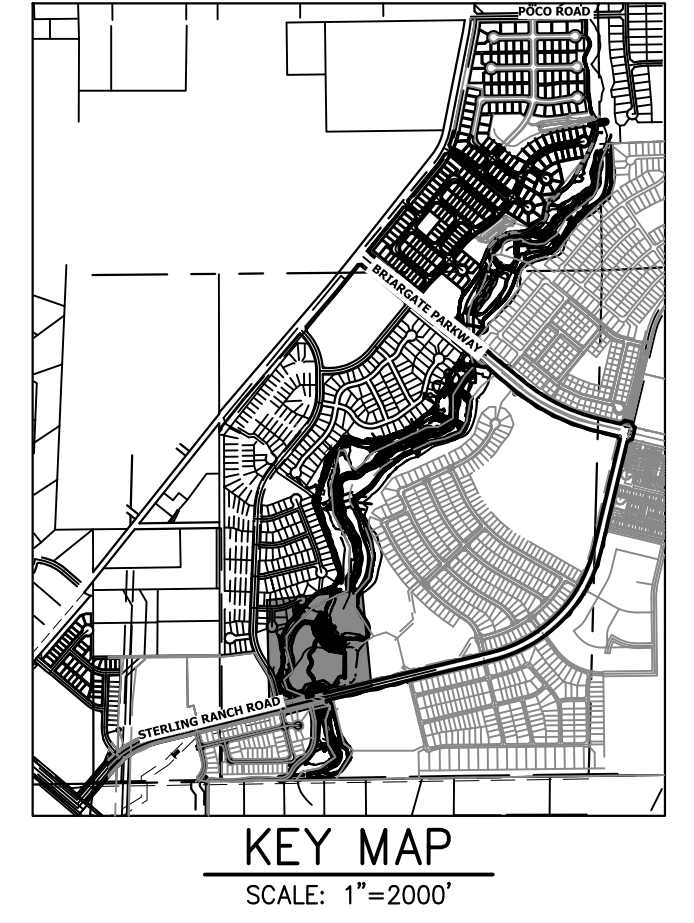 POCO ROAD
BRIARGATE PARKWAY
STERLING RANCH ROAD
KEY MAP
SCALE: 1"=2000'